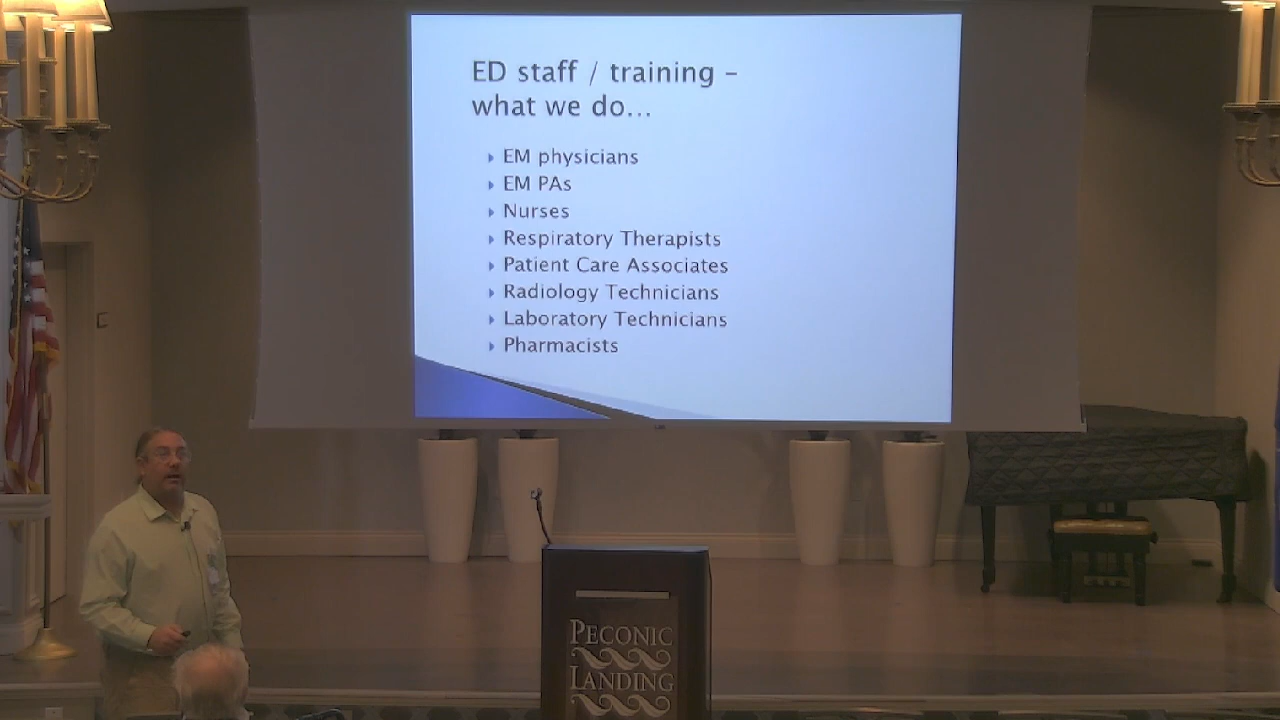 ED staff / training –
what we do...
EM physicians
EM PAs
Nurses
Respiratory Therapists
Patient Care Associates
Radiology Technicians
Laboratory Technicians
Pharmacists
PECONIC
LANDING